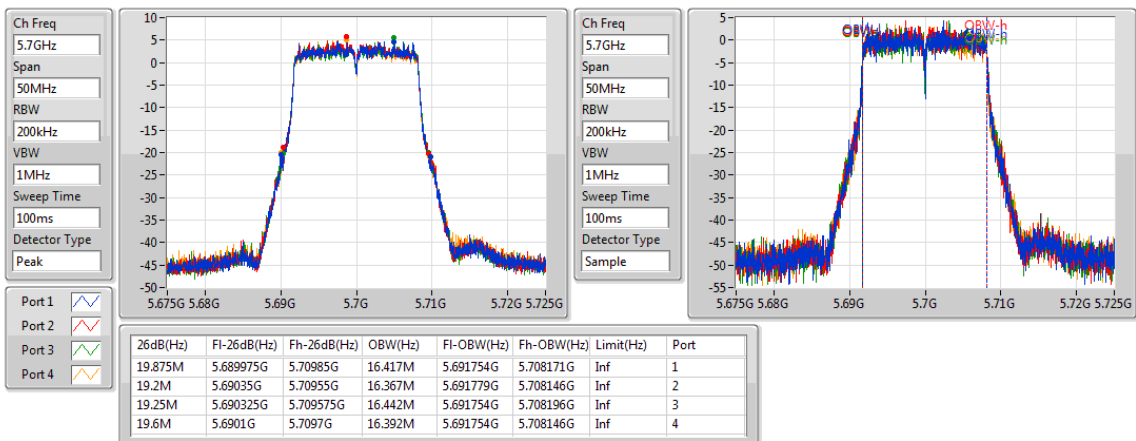 Ch Freq
5.7GHz
Span
50MHz
RBW
200kHz
VBW
1MHz
Sweep Time
100ms
Detector Type
Peak
10
5
0
-5
-10
-15
-20
-25
-30
-35
-40
-45
-50
5.675G 5.68G 5.69G 5.7G 5.71G 5.72G 5.725G
Ch Freq
5.7GHz
Span
50MHz
RBW
200kHz
VBW
1MHz
Sweep Time
100ms
Detector Type
Sample
5
0
-5
-10
-15
-20
-25
-30
-35
-40
-45
-50
-55
OBW-h
5.675G 5.68G 5.69G 5.7G 5.71G 5.72G 5.725G
Port 1
Port 2
Port 3
Port 4
26dB(Hz) Fl-26dB(Hz) Fh-26dB(Hz) OBW(Hz) Fl-OBW(Hz) Fh-OBW(Hz) Limit(Hz) Port
19.875M 5.689975G 5.70985G 16.417M 5.691754G 5.708171G Inf 1
19.2M 5.69035G 5.70955G 16.367M 5.691779G 5.708146G Inf 2
19.25M 5.690325G 5.709575G 16.442M 5.691754G 5.708196G Inf 3
19.6M 5.6901G 5.7097G 16.392M 5.691754G 5.708146G Inf 4